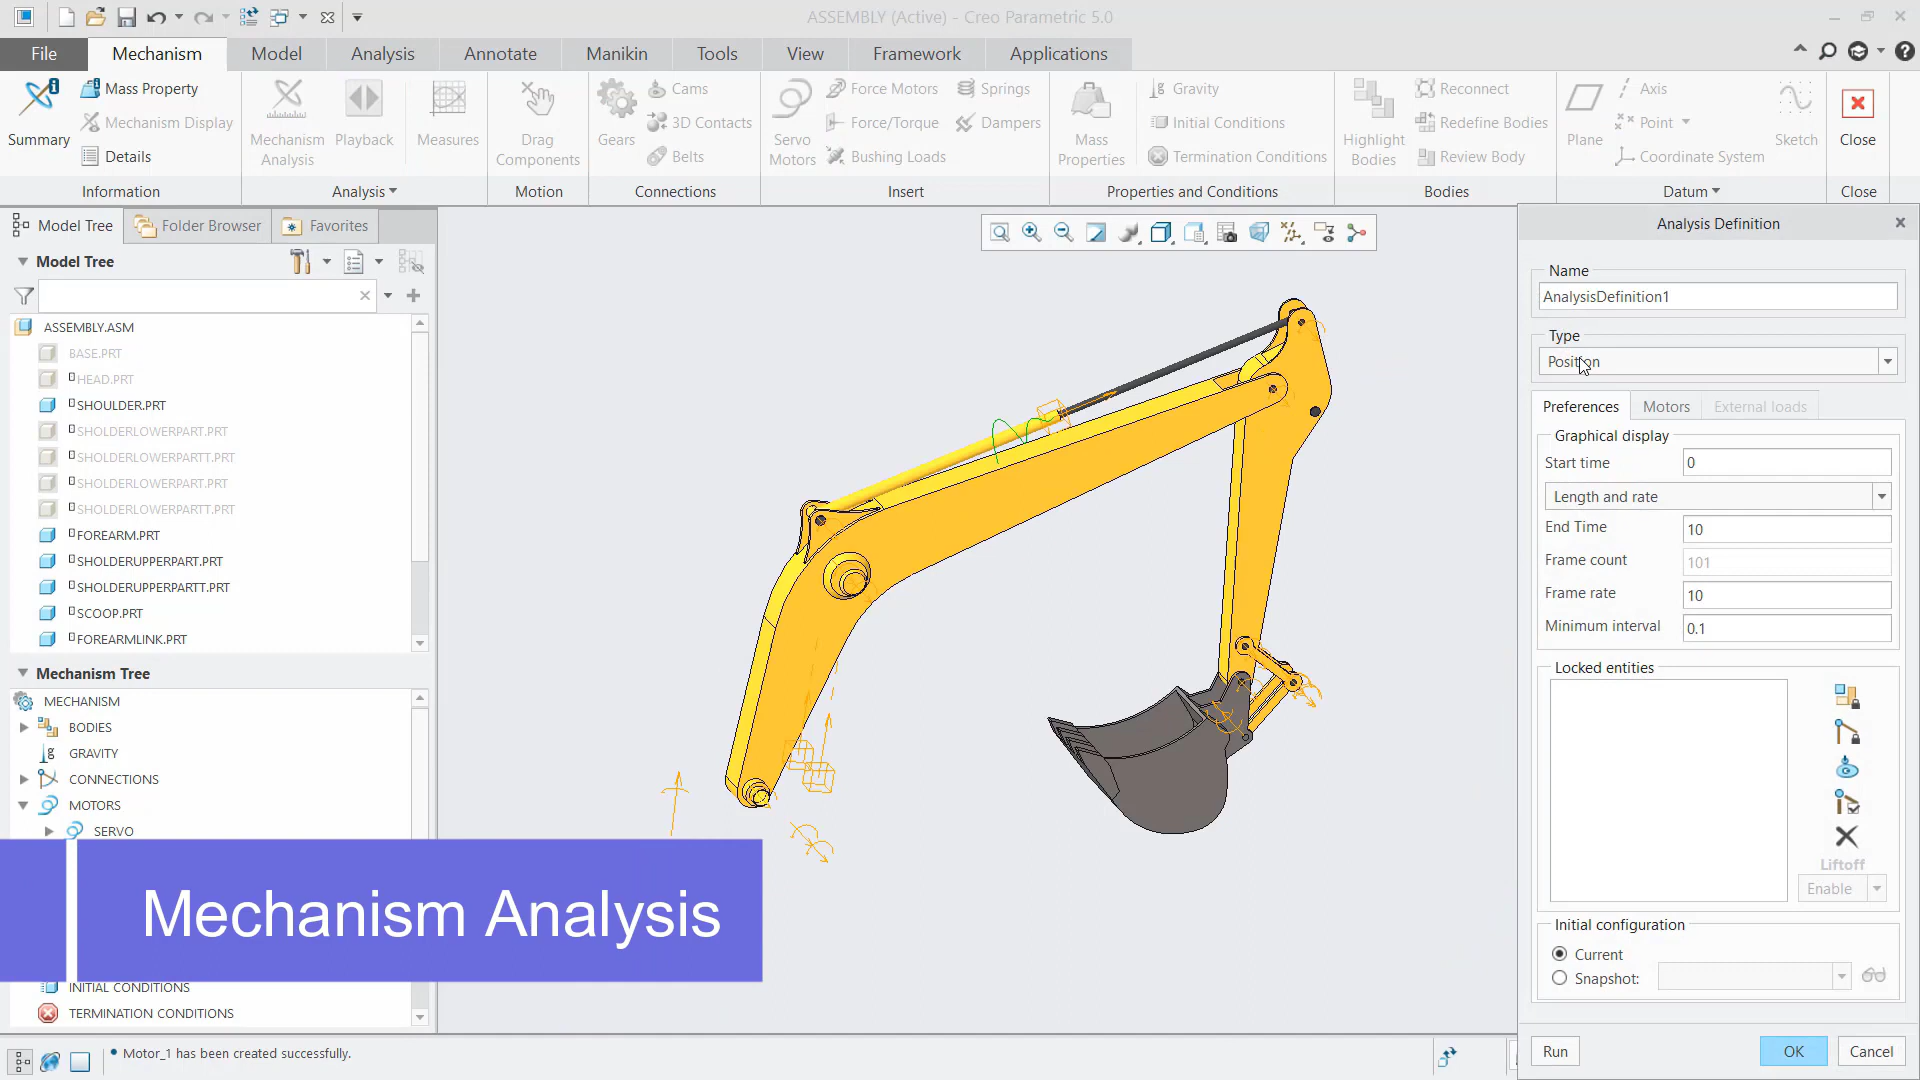 ASSEMBLY (Active) - Creo Parametric 5.0
File Mechanism Model Analysis Annotate Manikin Tools View Framework Applications
Summary
Mass Property
Mechanism Display
Details
Information
Mechanism Analysis
Playback
Measures
Analysis
Drag Components
Motion
Gears
Cams
3D Contacts
Belts
Connections
Servo Motors
Force Motors
Force/Torque
Bushing Loads
Springs
Dampers
Insert
Mass Properties
Gravity
Initial Conditions
Termination Conditions
Properties and Conditions
Highlight Bodies
Reconnect
Redefine Bodies
Review Body
Bodies
Plane
Axis
Point
Coordinate System
Sketch
Datum
Close
Close
Model Tree Folder Browser Favorites
Model Tree
ASSEMBLY.ASM
BASE.PRT
HEAD.PRT
SHOULDER.PRT
SHOLDERLOWERPART.PRT
SHOLDERLOWERPARTT.PRT
SHOLDERLOWERPART.PRT
SHOLDERLOWERPARTT.PRT
FOREARM.PRT
SHOLDERUPPERPART.PRT
SHOLDERUPPERPARTT.PRT
SCOOP.PRT
FOREARMLINK.PRT
Mechanism Tree
MECHANISM
BODIES
GRAVITY
CONNECTIONS
MOTORS
SERVO
Mechanism Analysis
INITIAL CONDITIONS
TERMINATION CONDITIONS
Motor_1 has been created successfully.
Analysis Definition
Name
AnalysisDefinition1
Type
Position
Preferences Motors External loads
Graphical display
Start time 0
Length and rate
End Time 10
Frame count 101
Frame rate 10
Minimum interval 0.1
Locked entities
Liftoff
Enable
Initial configuration
Current
Snapshot:
Run OK Cancel